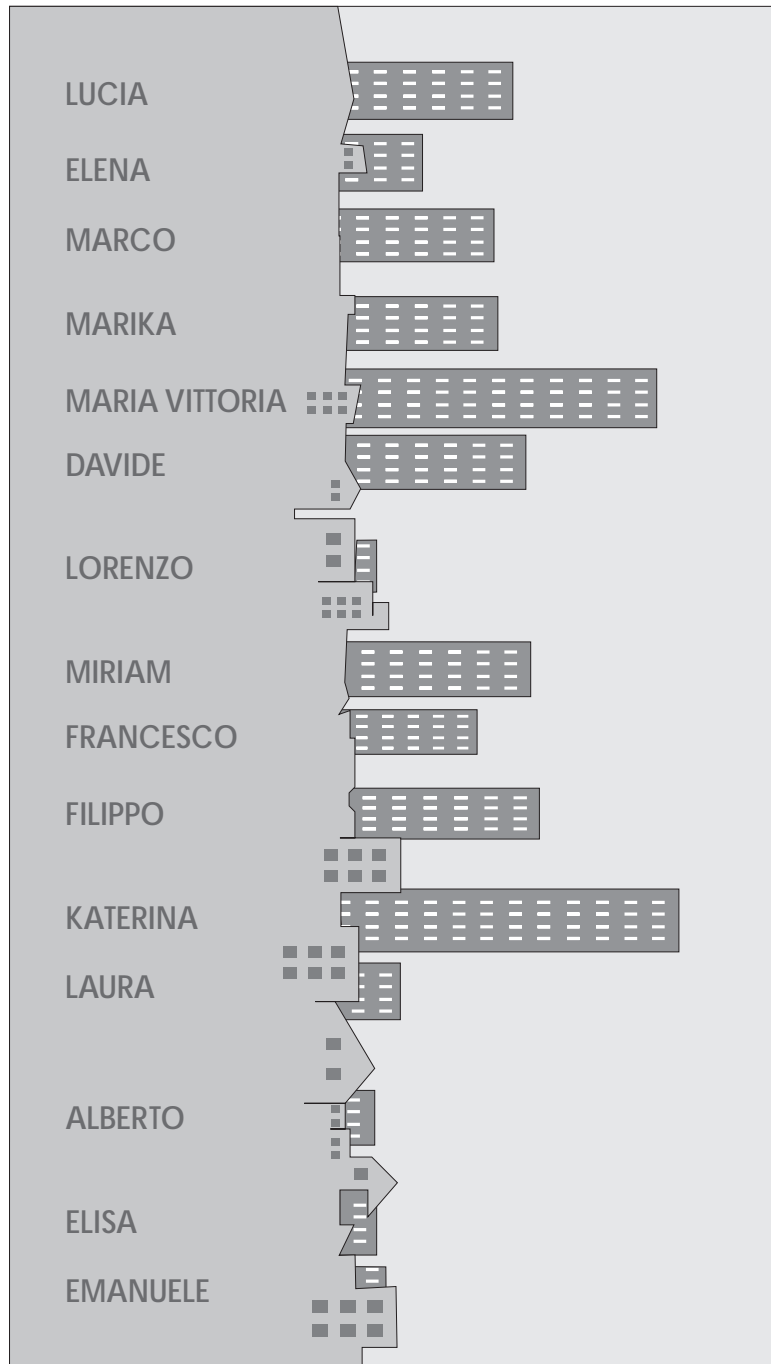 LUCIA
ELENA
MARCO
MARIKA
MARIA VITTORIA
DAVIDE
LORENZO
MIRIAM
FRANCESCO
FILIPPO
KATERINA
LAURA
ALBERTO
ELISA
EMANUELE